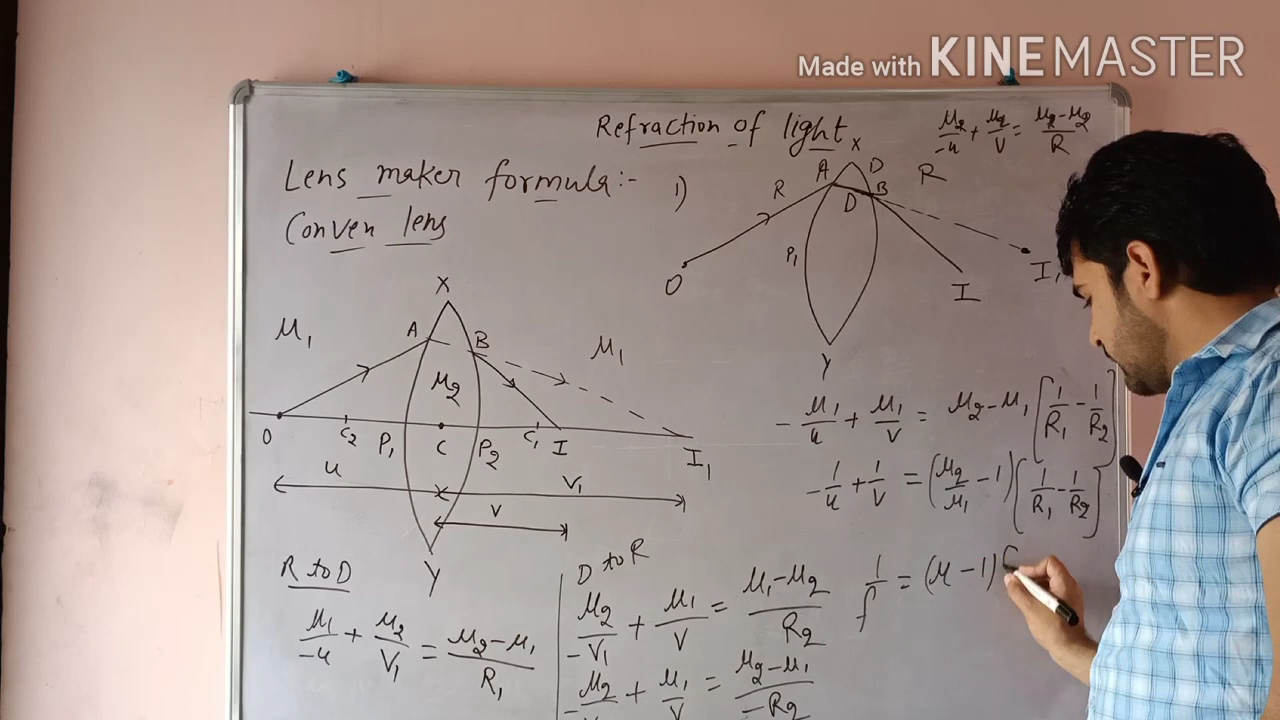 Made with KINEMASTER
Refraction of light
μ2/-u + μ2/v = μ2-μ2/R
Lens maker formula:-
Conven lens
1)
X
A D
R B R
D
P1
O
I I1
Y
X
A B
μ1 μ2 μ1
O C2 P1 C P2 C1 I I1
u v1
v
Y
-μ1/u + μ1/v = μ2-μ1 [1/R1 - 1/R2]
-1/u + 1/v = (μ2/μ1 - 1) [1/R1 - 1/R2]
1/f = (μ-1) [
R to D
μ1/-u + μ2/v1 = μ2-μ1/R1
D to R
μ2/-v1 + μ1/v = μ1-μ2/R2
μ2/-v1 + μ1/v = μ2-μ1/-R2